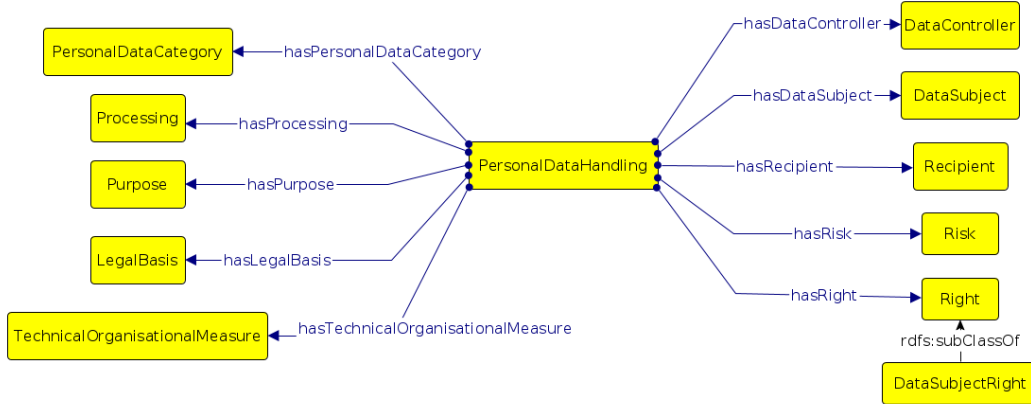 hasDataController
DataController
PersonalDataCategory
hasPersonalDataCategory
hasDataSubject
DataSubject
Processing
hasProcessing
PersonalDataHandling
hasRecipient
Recipient
Purpose
hasPurpose
hasRisk
Risk
LegalBasis
hasLegalBasis
hasRight
Right
TechnicalOrganisationalMeasure
hasTechnicalOrganisationalMeasure
rdfs:subClassOf
DataSubjectRight